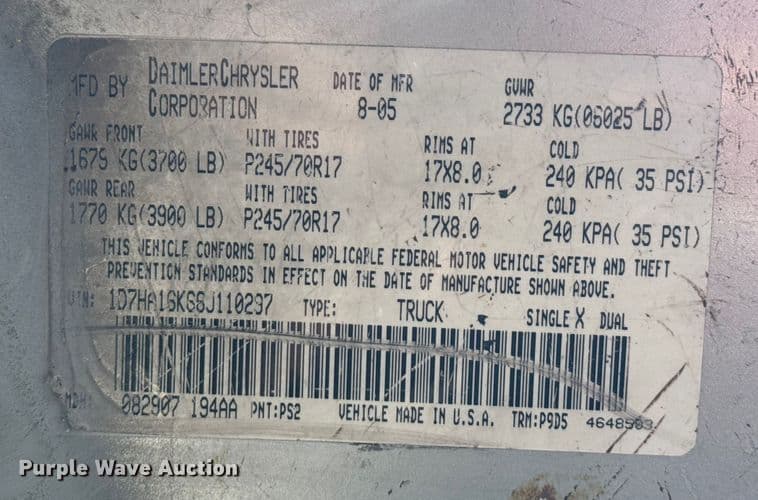 MFD BY DAIMLERCHRYSLER CORPORATION DATE OF MFR 8-05 GVWR 2733 KG(06025 LB)
GAWR FRONT WITH TIRES RIMS AT COLD
1675 KG(3700 LB) P245/70R17 17X8.0 240 KPA( 35 PSI)
GAWR REAR WITH TIRES RIMS AT COLD
1770 KG(3900 LB) P245/70R17 17X8.0 240 KPA( 35 PSI)
THIS VEHICLE CONFORMS TO ALL APPLICABLE FEDERAL MOTOR VEHICLE SAFETY AND THEFT
PREVENTION STANDARDS IN EFFECT ON THE DATE OF MANUFACTURE SHOWN ABOVE.
VIN: 1D7HA16K66J110297 TYPE: TRUCK SINGLE X DUAL
MDH: 082907 194AA PNT:PS2 VEHICLE MADE IN U.S.A. TRM:P9D5
Purple Wave Auction